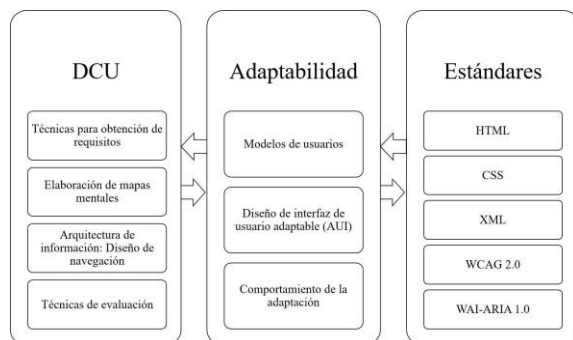 DCU
Técnicas para obtención de
requisitos
Elaboración de mapas
mentales
Arquitectura de
información: Diseño de
navegación
Técnicas de evaluación
Adaptabilidad
Modelos de usuarios
Diseño de interfaz de
usuario adaptable (AUI)
Comportamiento de la
adaptación
Estándares
HTML
CSS
XML
WCAG 2.0
WAI-ARIA 1.0